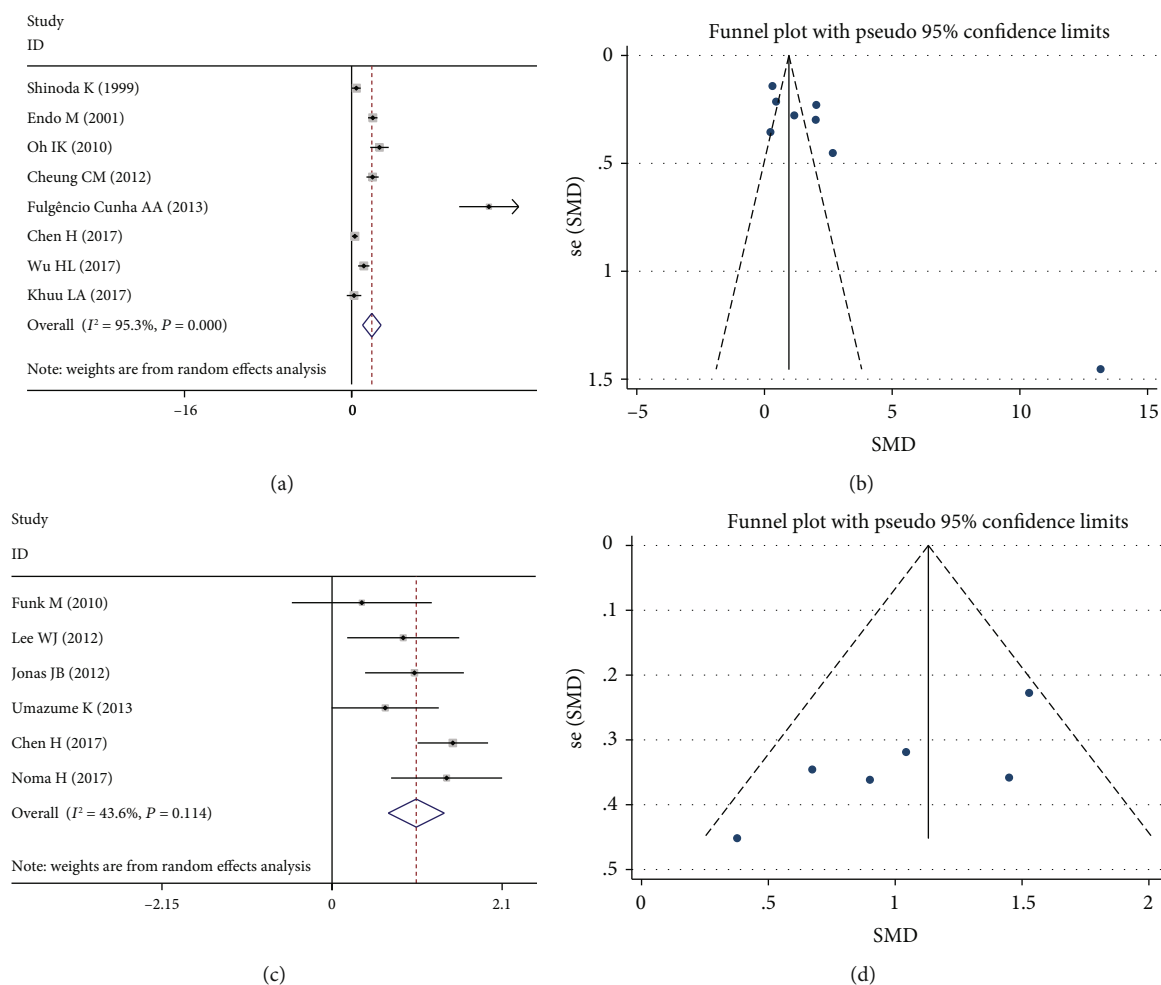 Study
ID
Shinoda K (1999)
Endo M (2001)
Oh IK (2010)
Cheung CM (2012)
Fulgêncio Cunha AA (2013)
Chen H (2017)
Wu HL (2017)
Khuu LA (2017)
Overall (I² = 95.3%, P = 0.000)
Note: weights are from random effects analysis
–16
0
(a)
Funnel plot with pseudo 95% confidence limits
0
.5
1
1.5
se (SMD)
–5
0
5
10
15
SMD
(b)
Study
ID
Funk M (2010)
Lee WJ (2012)
Jonas JB (2012)
Umazume K (2013
Chen H (2017)
Noma H (2017)
Overall (I² = 43.6%, P = 0.114)
Note: weights are from random effects analysis
–2.15
0
2.1
(c)
Funnel plot with pseudo 95% confidence limits
0
.1
.2
.3
.4
.5
se (SMD)
0
.5
1
1.5
2
SMD
(d)